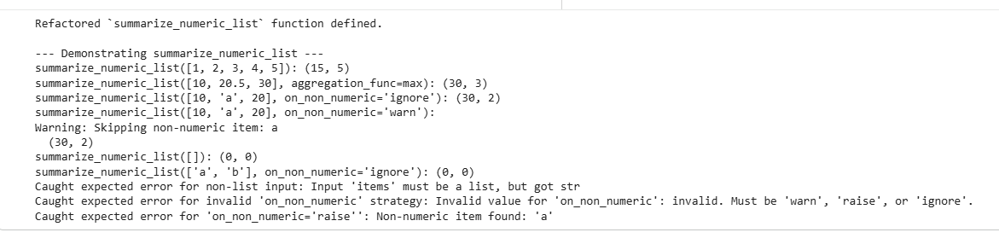 Refactored `summarize_numeric_list` function defined.
--- Demonstrating summarize_numeric_list ---
summarize_numeric_list([1, 2, 3, 4, 5]): (15, 5)
summarize_numeric_list([10, 20.5, 30], aggregation_func=max): (30, 3)
summarize_numeric_list([10, 'a', 20], on_non_numeric='ignore'): (30, 2)
summarize_numeric_list([10, 'a', 20], on_non_numeric='warn'):
Warning: Skipping non-numeric item: a
(30, 2)
summarize_numeric_list([]): (0, 0)
summarize_numeric_list(['a', 'b'], on_non_numeric='ignore'): (0, 0)
Caught expected error for non-list input: Input 'items' must be a list, but got str
Caught expected error for invalid 'on_non_numeric' strategy: Invalid value for 'on_non_numeric': invalid. Must be 'warn', 'raise', or 'ignore'.
Caught expected error for 'on_non_numeric='raise'': Non-numeric item found: 'a'